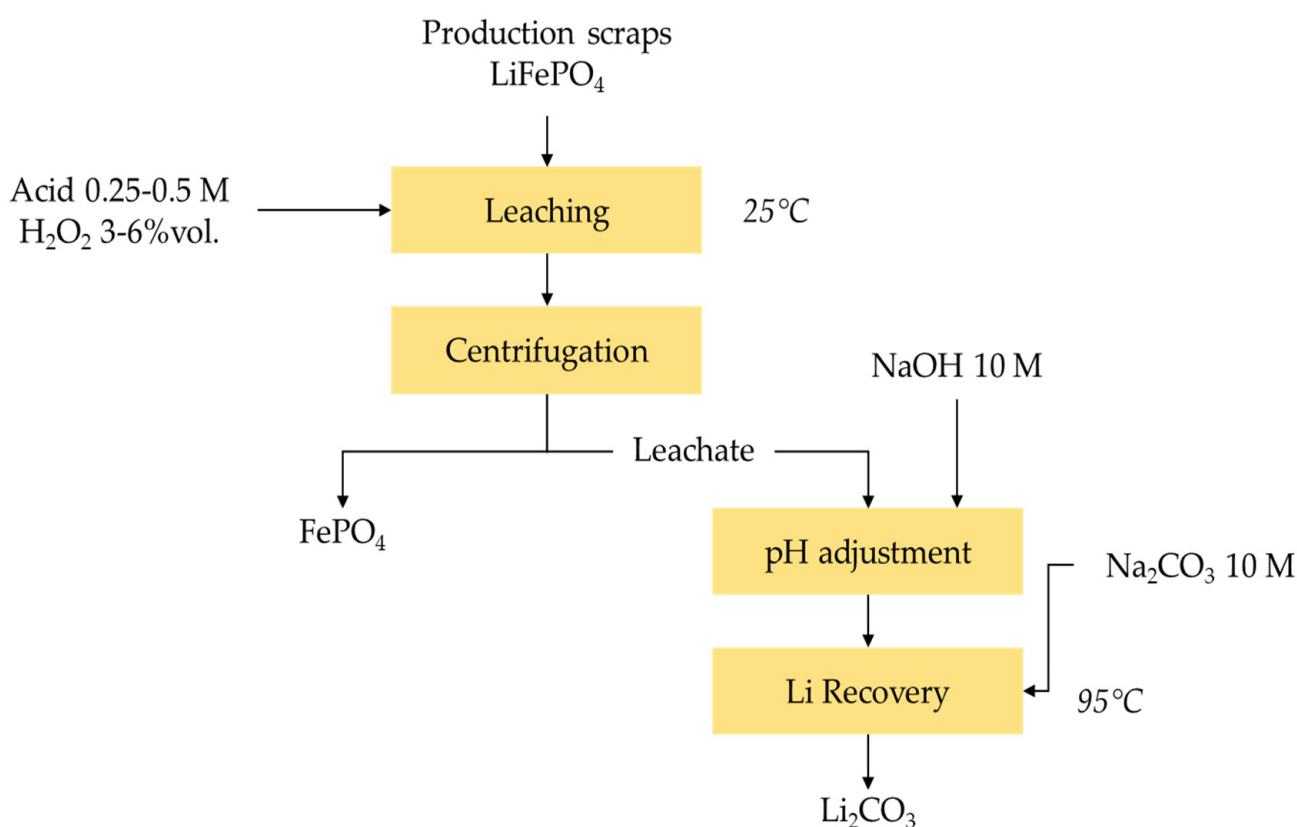 Production scraps
LiFePO₄
Acid 0.25-0.5 M
H₂O₂ 3-6%vol.
Leaching
25°C
Centrifugation
NaOH 10 M
Leachate
FePO₄
pH adjustment
Na₂CO₃ 10 M
Li Recovery
95°C
Li₂CO₃